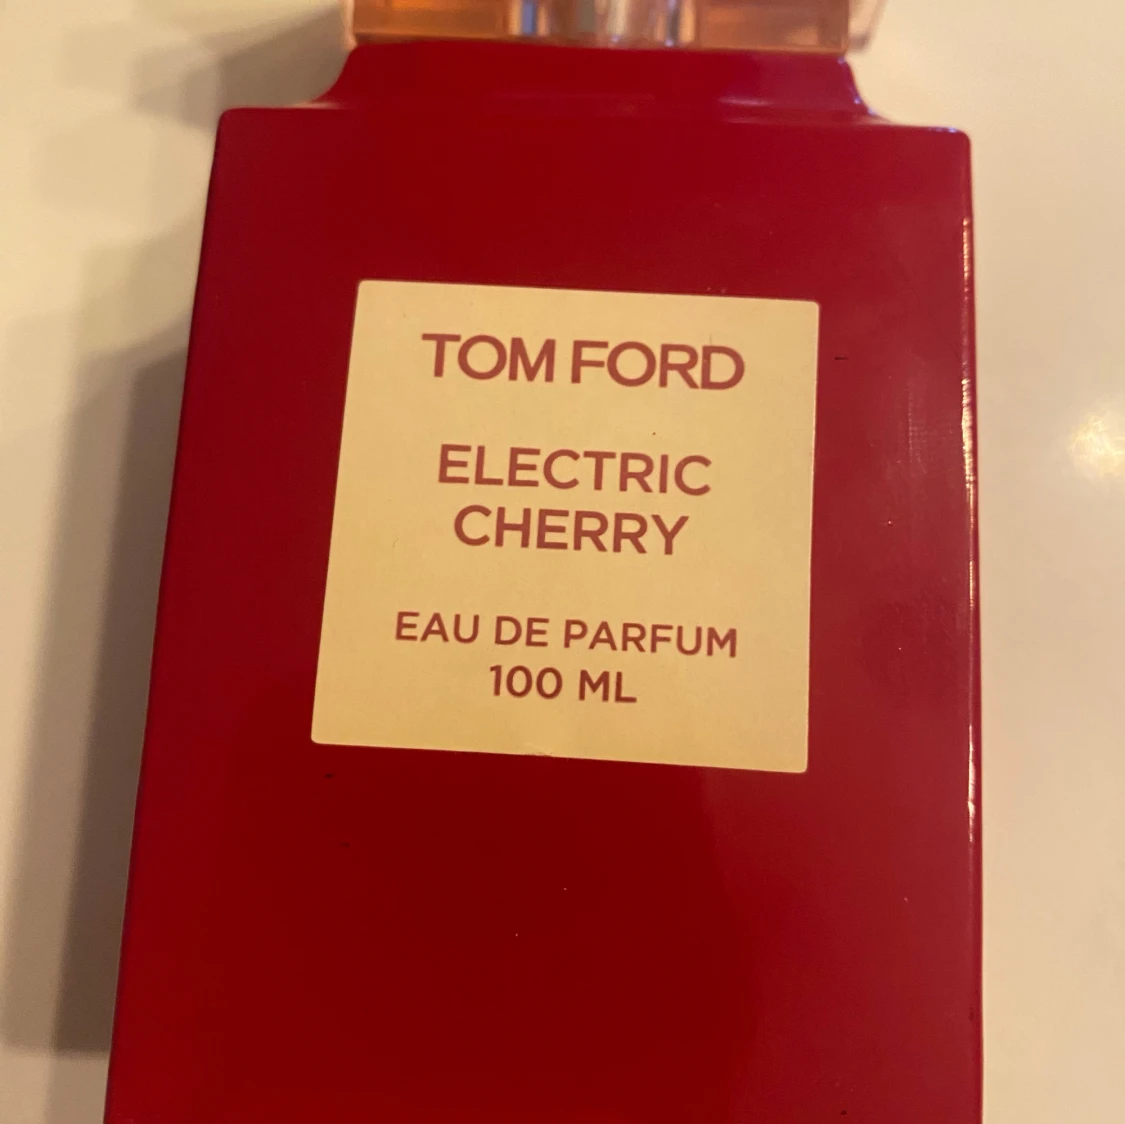 TOM FORD
ELECTRIC
CHERRY
EAU DE PARFUM
100 ML